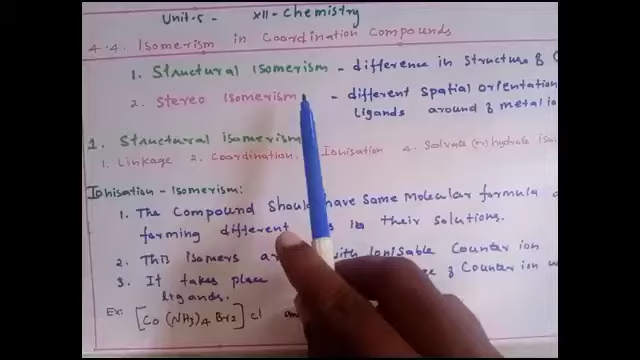 Unit-5 - XII - Chemistry
4.4. Isomerism in Coordination Compounds
1. Structural Isomerism - difference in structure of
2. Stereo Isomerism - different Spatial orientation
Ligands around & metal
1. Structural isomerism
1. Linkage 2. Coordination Ionisation 4. Solvate (or) hydrate
Ionisation - Isomerism:
1. The Compound should have same molecular formula
forming different in their solutions.
2. This isomers with Ionisable Counter ion
3. It takes place & Counter ion
ligands.
Ex: [Co (NH3)4 Br2] Cl